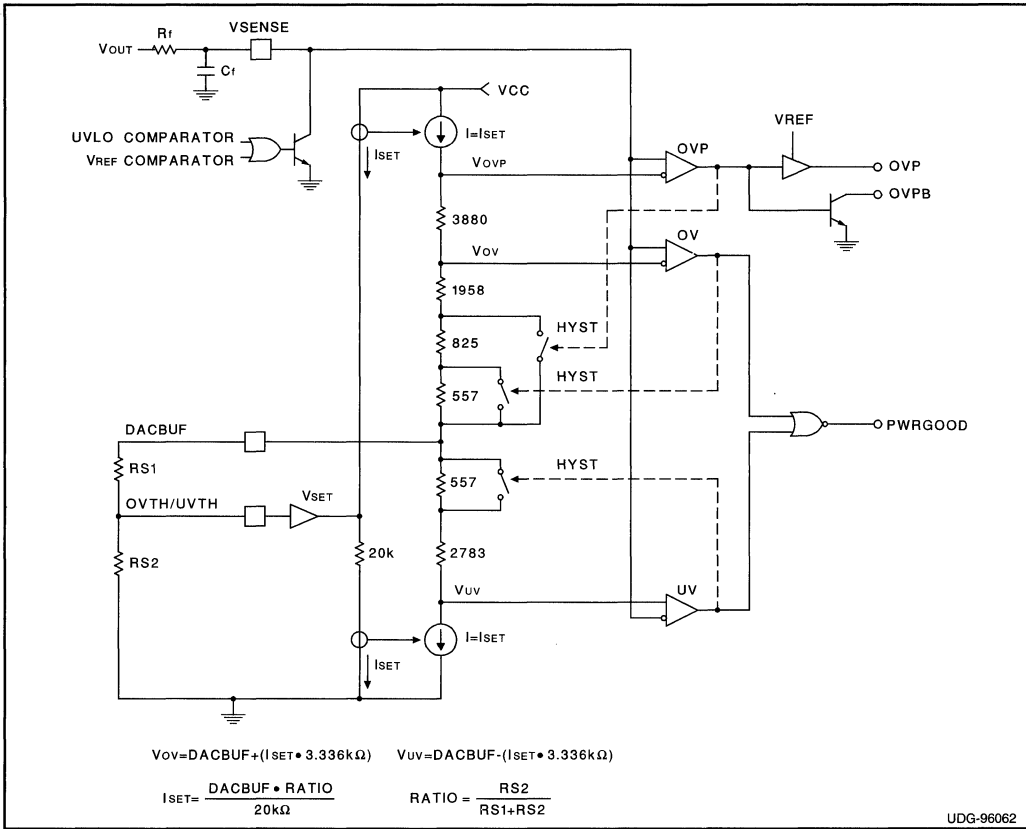 Rf
VSENSE
VOUT
Cf
VCC
UVLO COMPARATOR
VREF COMPARATOR
ISET
I=ISET
VREF
VOVP
OVP
OVP
OVPB
3880
VOV
OV
1958
HYST
825
HYST
557
DACBUF
PWRGOOD
RS1
557
HYST
OVTH/UVTH
VSET
RS2
20k
2783
VUV
UV
I=ISET
ISET
VOV=DACBUF+(ISET•3.336kΩ) VUV=DACBUF-(ISET•3.336kΩ)
ISET= DACBUF•RATIO / 20kΩ RATIO = RS2 / RS1+RS2
UDG-96062